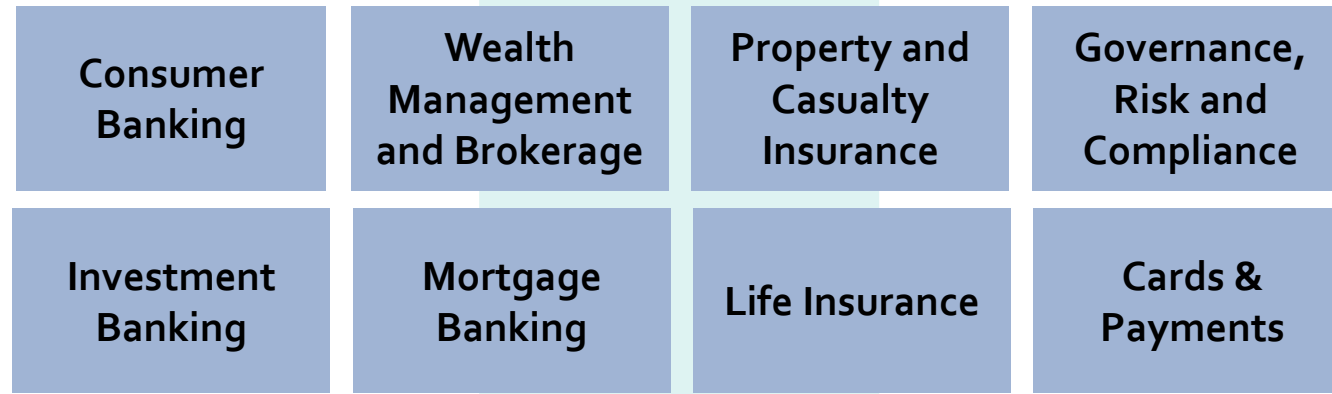 Consumer
Banking
Wealth
Management
and Brokerage
Property and
Casualty
Insurance
Governance,
Risk and
Compliance
Investment
Banking
Mortgage
Banking
Life Insurance
Cards &
Payments